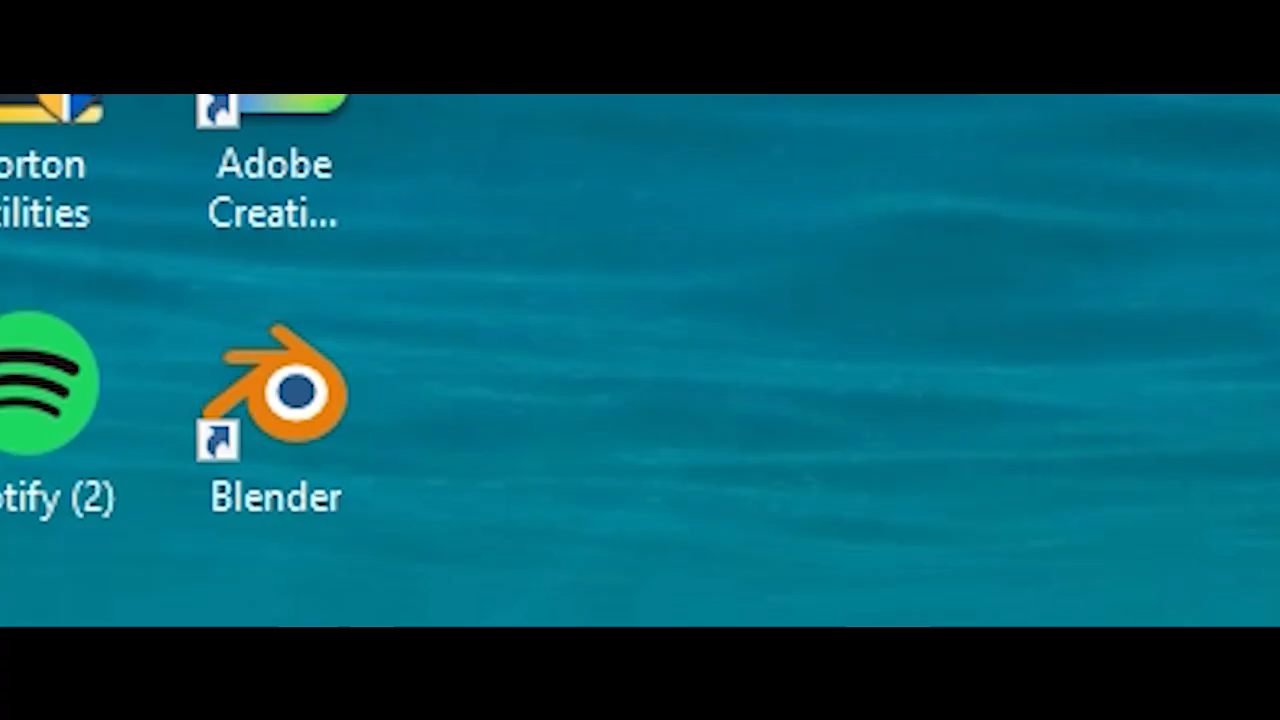 orton
Adobe
ilities
Creati...
otify (2)
Blender